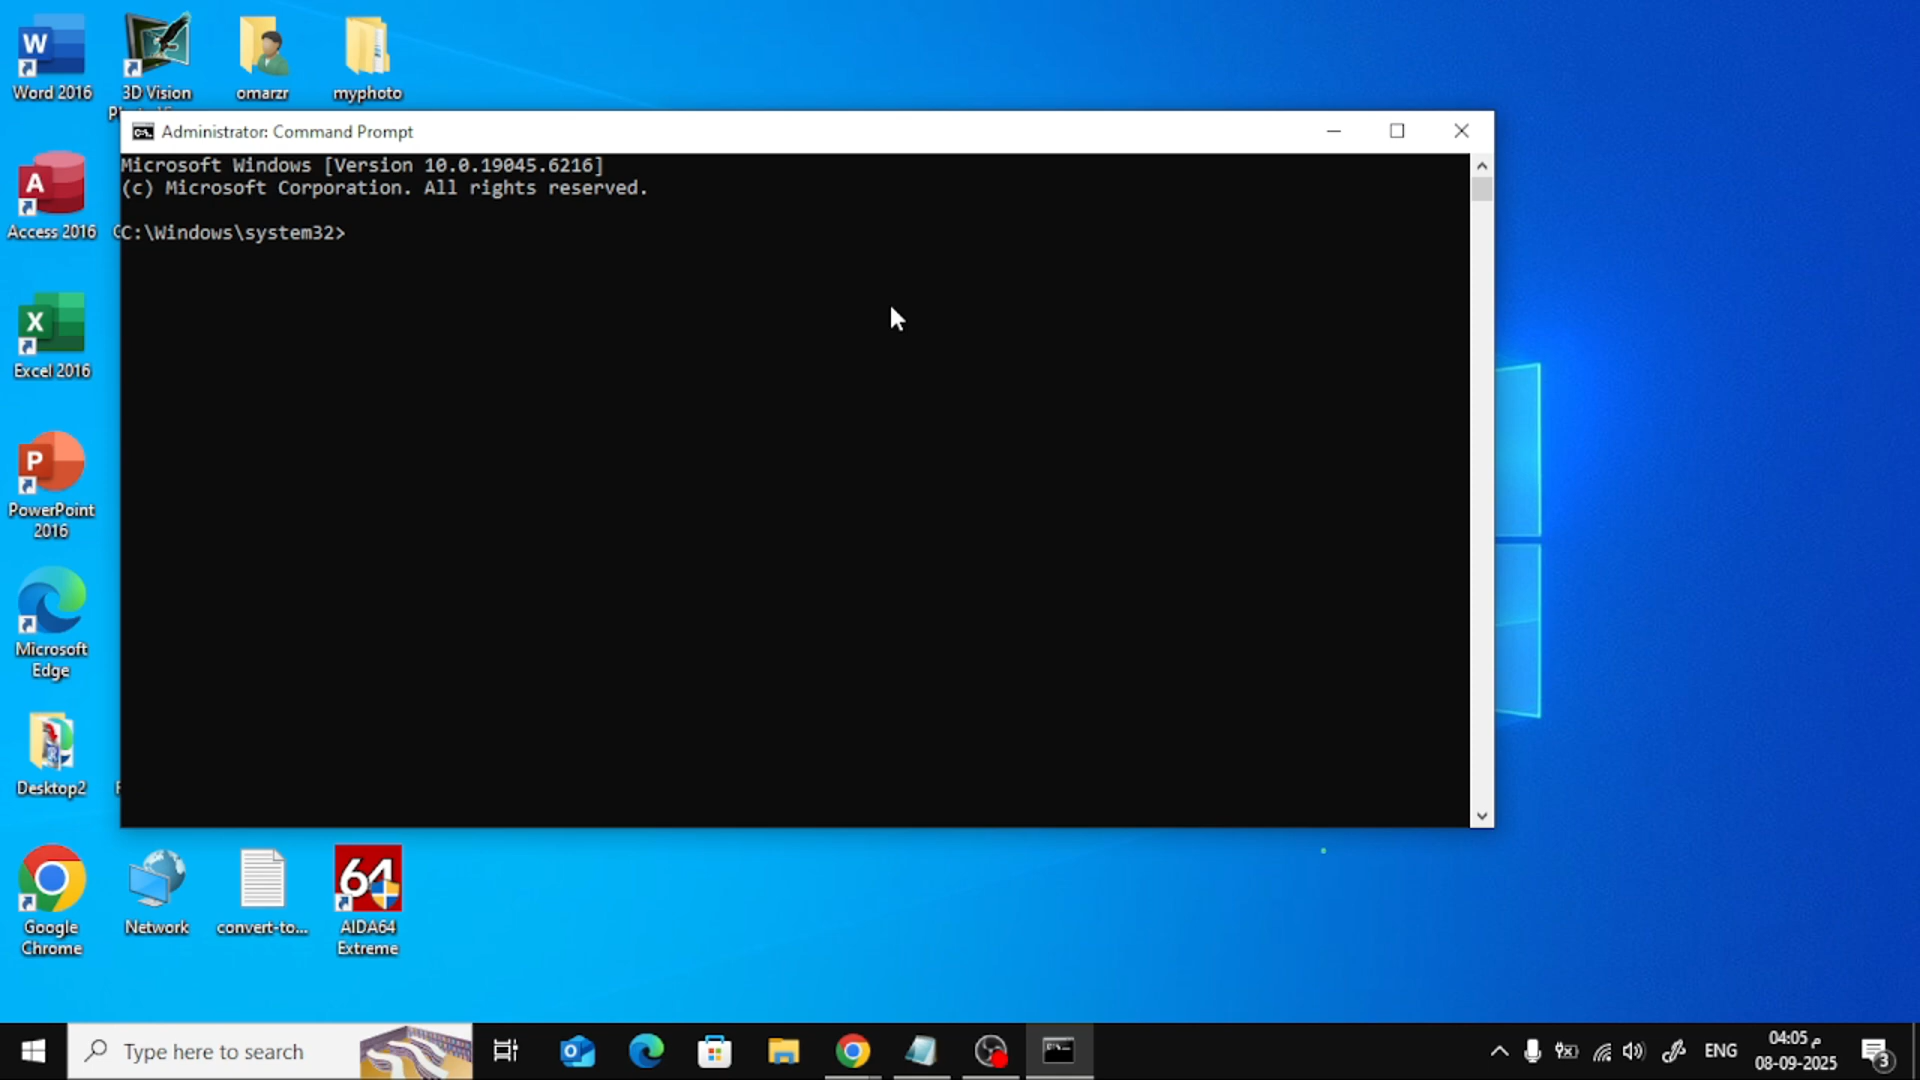 Word 2016
3D Vision
omarzr
myphoto
Administrator: Command Prompt
Microsoft Windows [Version 10.0.19045.6216]
(c) Microsoft Corporation. All rights reserved.
C:\Windows\system32>
Access 2016
Excel 2016
PowerPoint
2016
Microsoft
Edge
Desktop2
Google
Chrome
Network
convert-to...
64
AIDA64
Extreme
Type here to search
ENG
04:05 م
08-09-2025
3